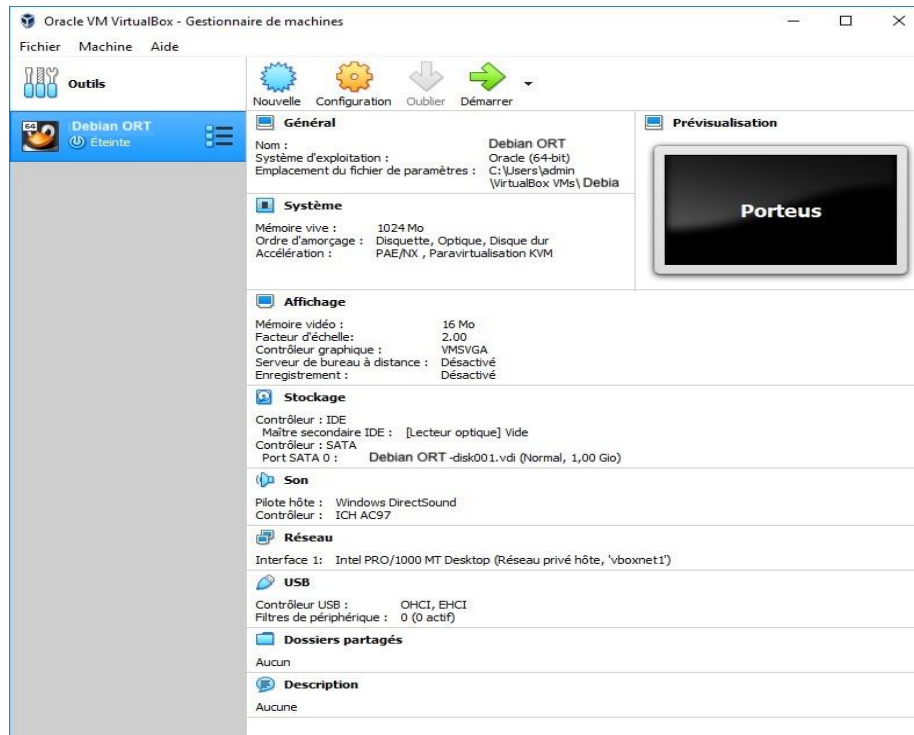 Oracle VM VirtualBox - Gestionnaire de machines
Fichier Machine Aide
Outils
Nouvelle Configuration Oublier Démarrer
64
Debian ORT
Éteinte
Général
Nom : Debian ORT
Système d'exploitation : Oracle (64-bit)
Emplacement du fichier de paramètres : C:\Users\admin
\VirtualBox VMs\ Debia
Prévisualisation
Porteus
Système
Mémoire vive : 1024 Mo
Ordre d'amorçage : Disquette, Optique, Disque dur
Accélération : PAE/NX , Paravirtualisation KVM
Affichage
Mémoire vidéo : 16 Mo
Facteur d'échelle: 2.00
Contrôleur graphique : VMSVGA
Serveur de bureau à distance : Désactivé
Enregistrement : Désactivé
Stockage
Contrôleur : IDE
Maître secondaire IDE : [Lecteur optique] Vide
Contrôleur : SATA
Port SATA 0 : Debian ORT -disk001.vdi (Normal, 1,00 Gio)
Son
Pilote hôte : Windows DirectSound
Contrôleur : ICH AC97
Réseau
Interface 1: Intel PRO/1000 MT Desktop (Réseau privé hôte, 'vboxnet1')
USB
Contrôleur USB : OHCI, EHCI
Filtres de périphérique : 0 (0 actif)
Dossiers partagés
Aucun
Description
Aucune